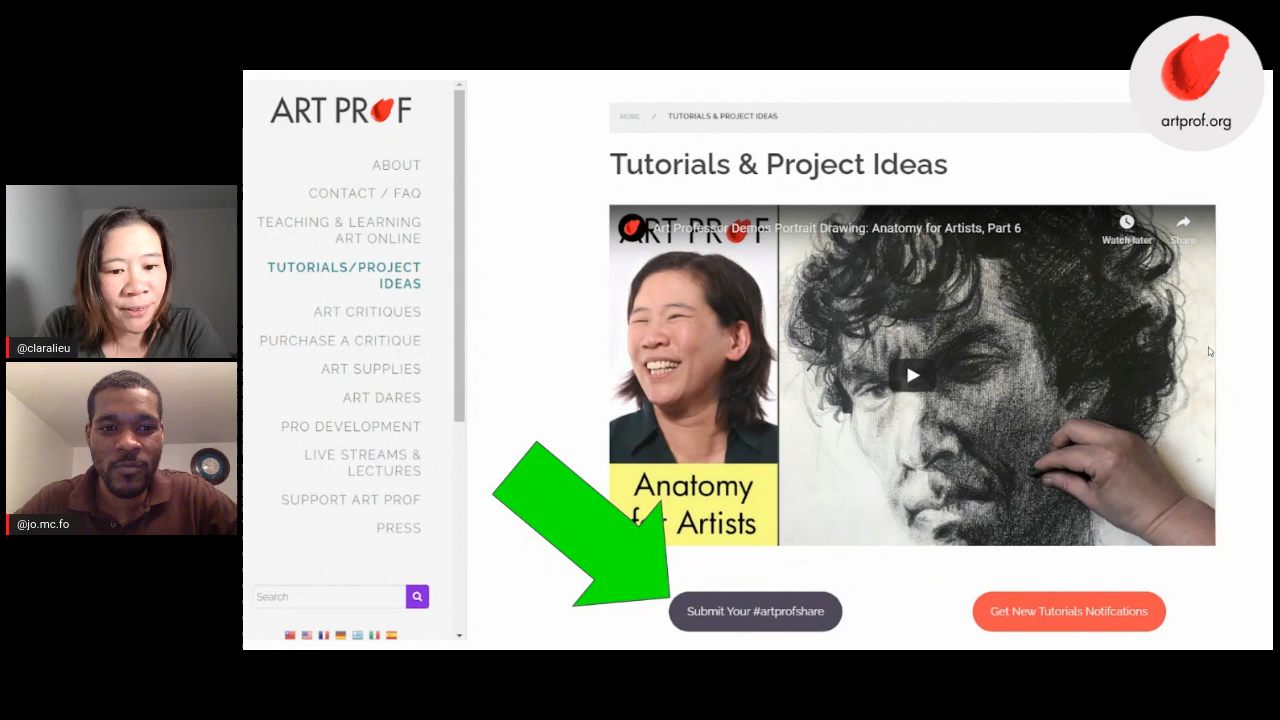 artprof.org
ART PROF
ABOUT
CONTACT / FAQ
TEACHING & LEARNING
ART ONLINE
TUTORIALS/PROJECT
IDEAS
ART CRITIQUES
PURCHASE A CRITIQUE
ART SUPPLIES
ART DARES
PRO DEVELOPMENT
LIVE STREAMS &
LECTURES
SUPPORT ART PROF
PRESS
Search
HOME / TUTORIALS & PROJECT IDEAS
Tutorials & Project Ideas
ART PROF
Art Professor Demos Portrait Drawing: Anatomy for Artists, Part 6
Watch later
Share
Anatomy
for Artists
Submit Your #artprofshare
Get New Tutorials Notifcations
@claralieu
@jo.mc.fo